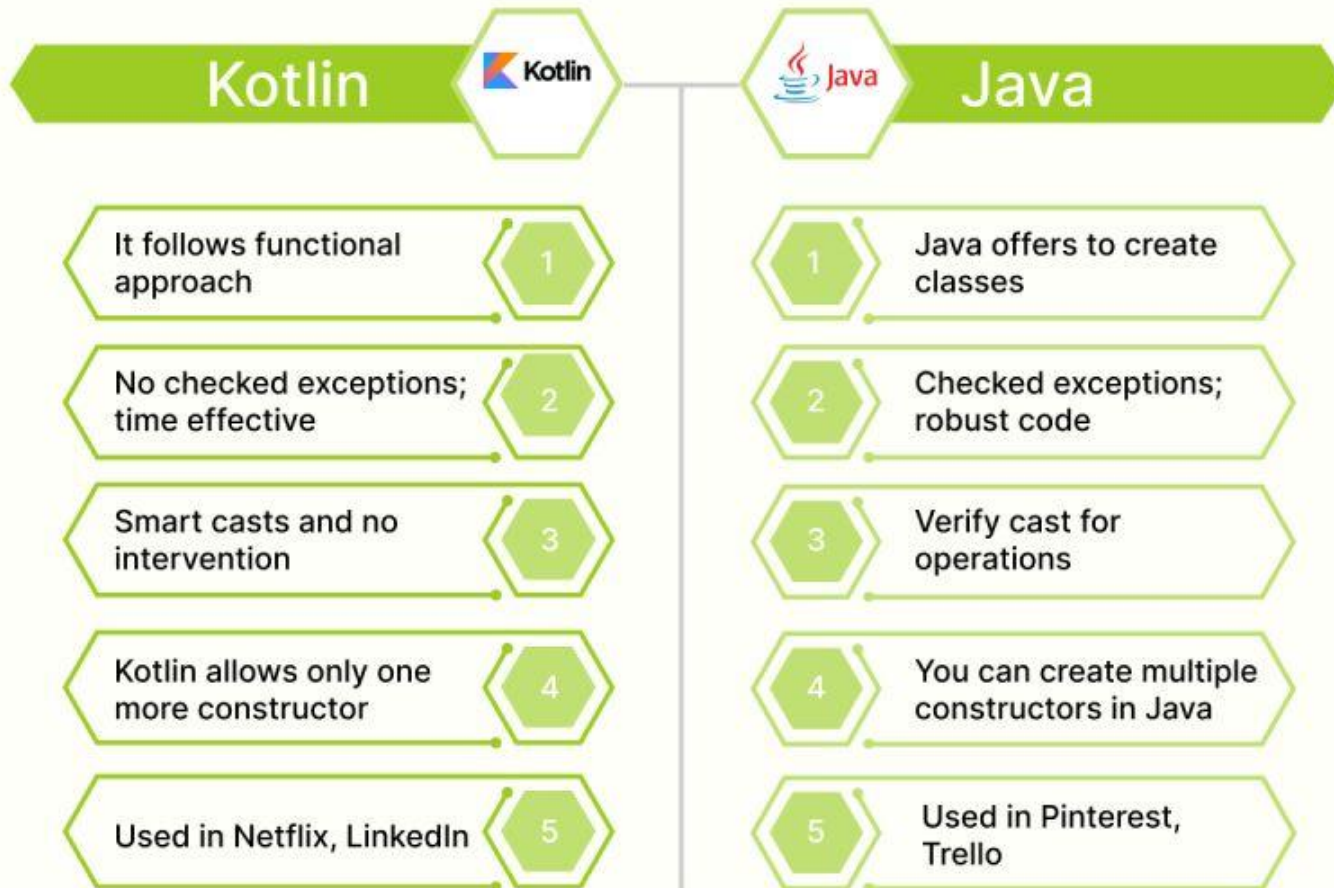 Kotlin
Kotlin
Java
Java
It follows functional
approach
1
1
Java offers to create
classes
No checked exceptions;
time effective
2
2
Checked exceptions;
robust code
Smart casts and no
intervention
3
3
Verify cast for
operations
Kotlin allows only one
more constructor
4
4
You can create multiple
constructors in Java
Used in Netflix, LinkedIn
5
5
Used in Pinterest,
Trello